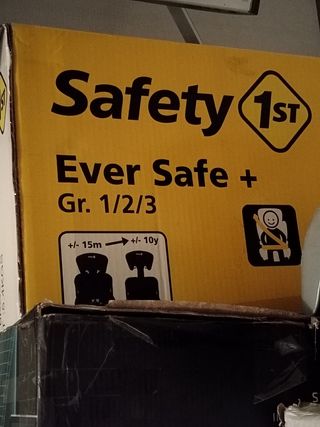 Safety 1ST
Ever Safe +
Gr. 1/2/3
+/- 15m +/- 10y